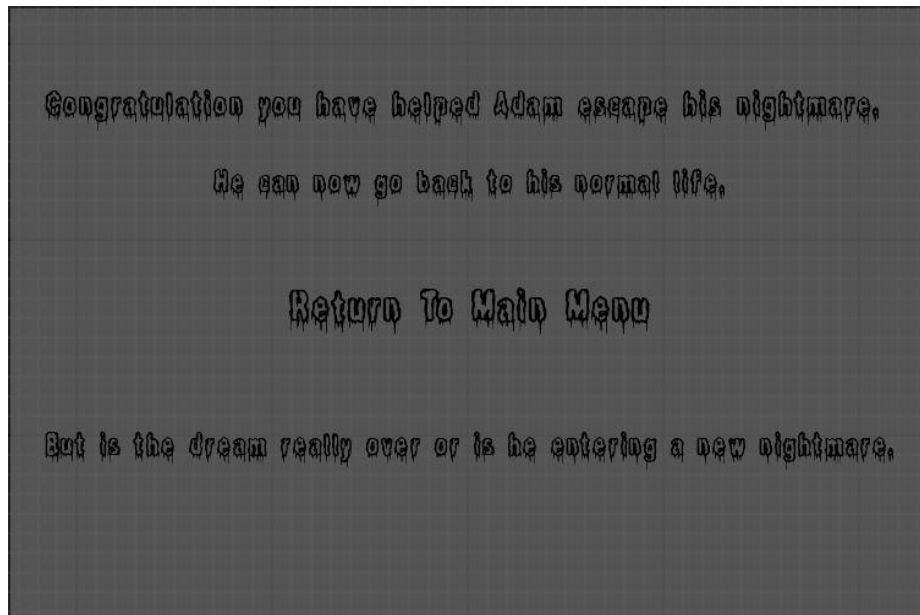 Congratulation you have helped Adam escape his nightmare.
He can now go back to his normal life.
Return To Main Menu
But is the dream really over or is he entering a new nightmare.